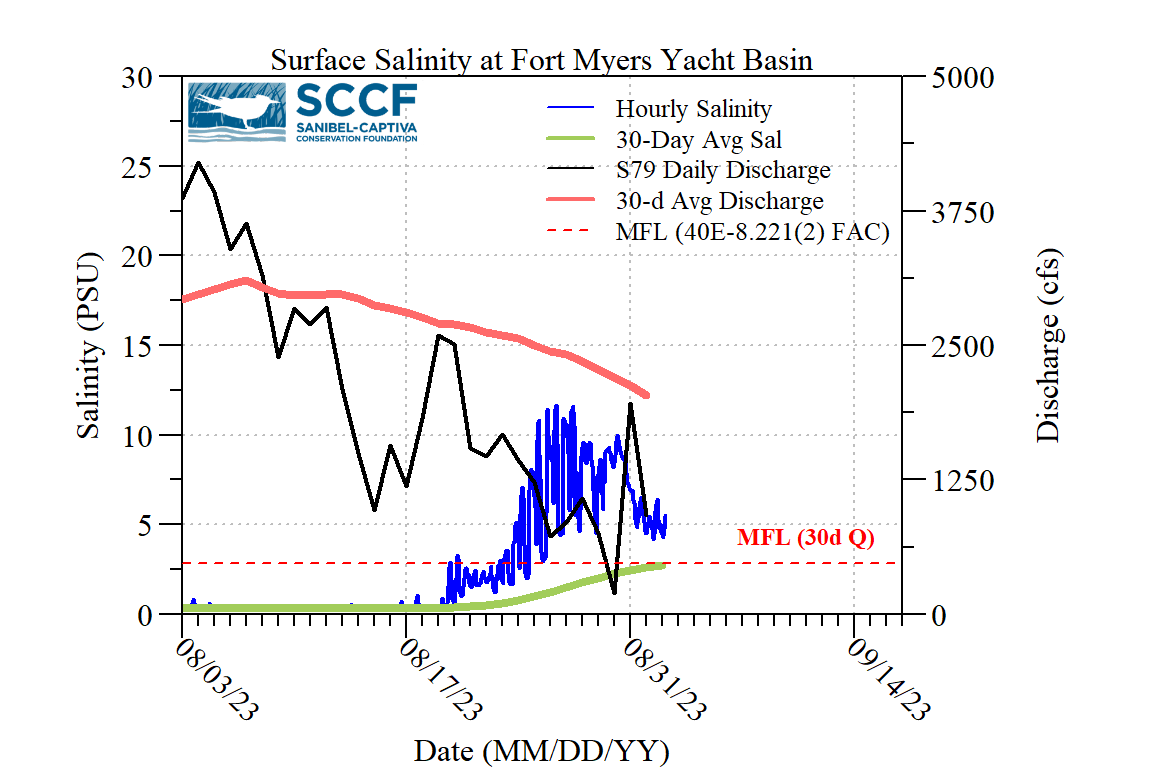 Surface Salinity at Fort Myers Yacht Basin
SCCF
SANIBEL-CAPTIVA
CONSERVATION FOUNDATION
Hourly Salinity
30-Day Avg Sal
S79 Daily Discharge
30-d Avg Discharge
MFL (40E-8.221(2) FAC)
30
25
20
15
10
5
0
Salinity (PSU)
5000
3750
2500
1250
0
Discharge (cfs)
MFL (30d Q)
08/03/23
08/17/23
08/31/23
09/14/23
Date (MM/DD/YY)